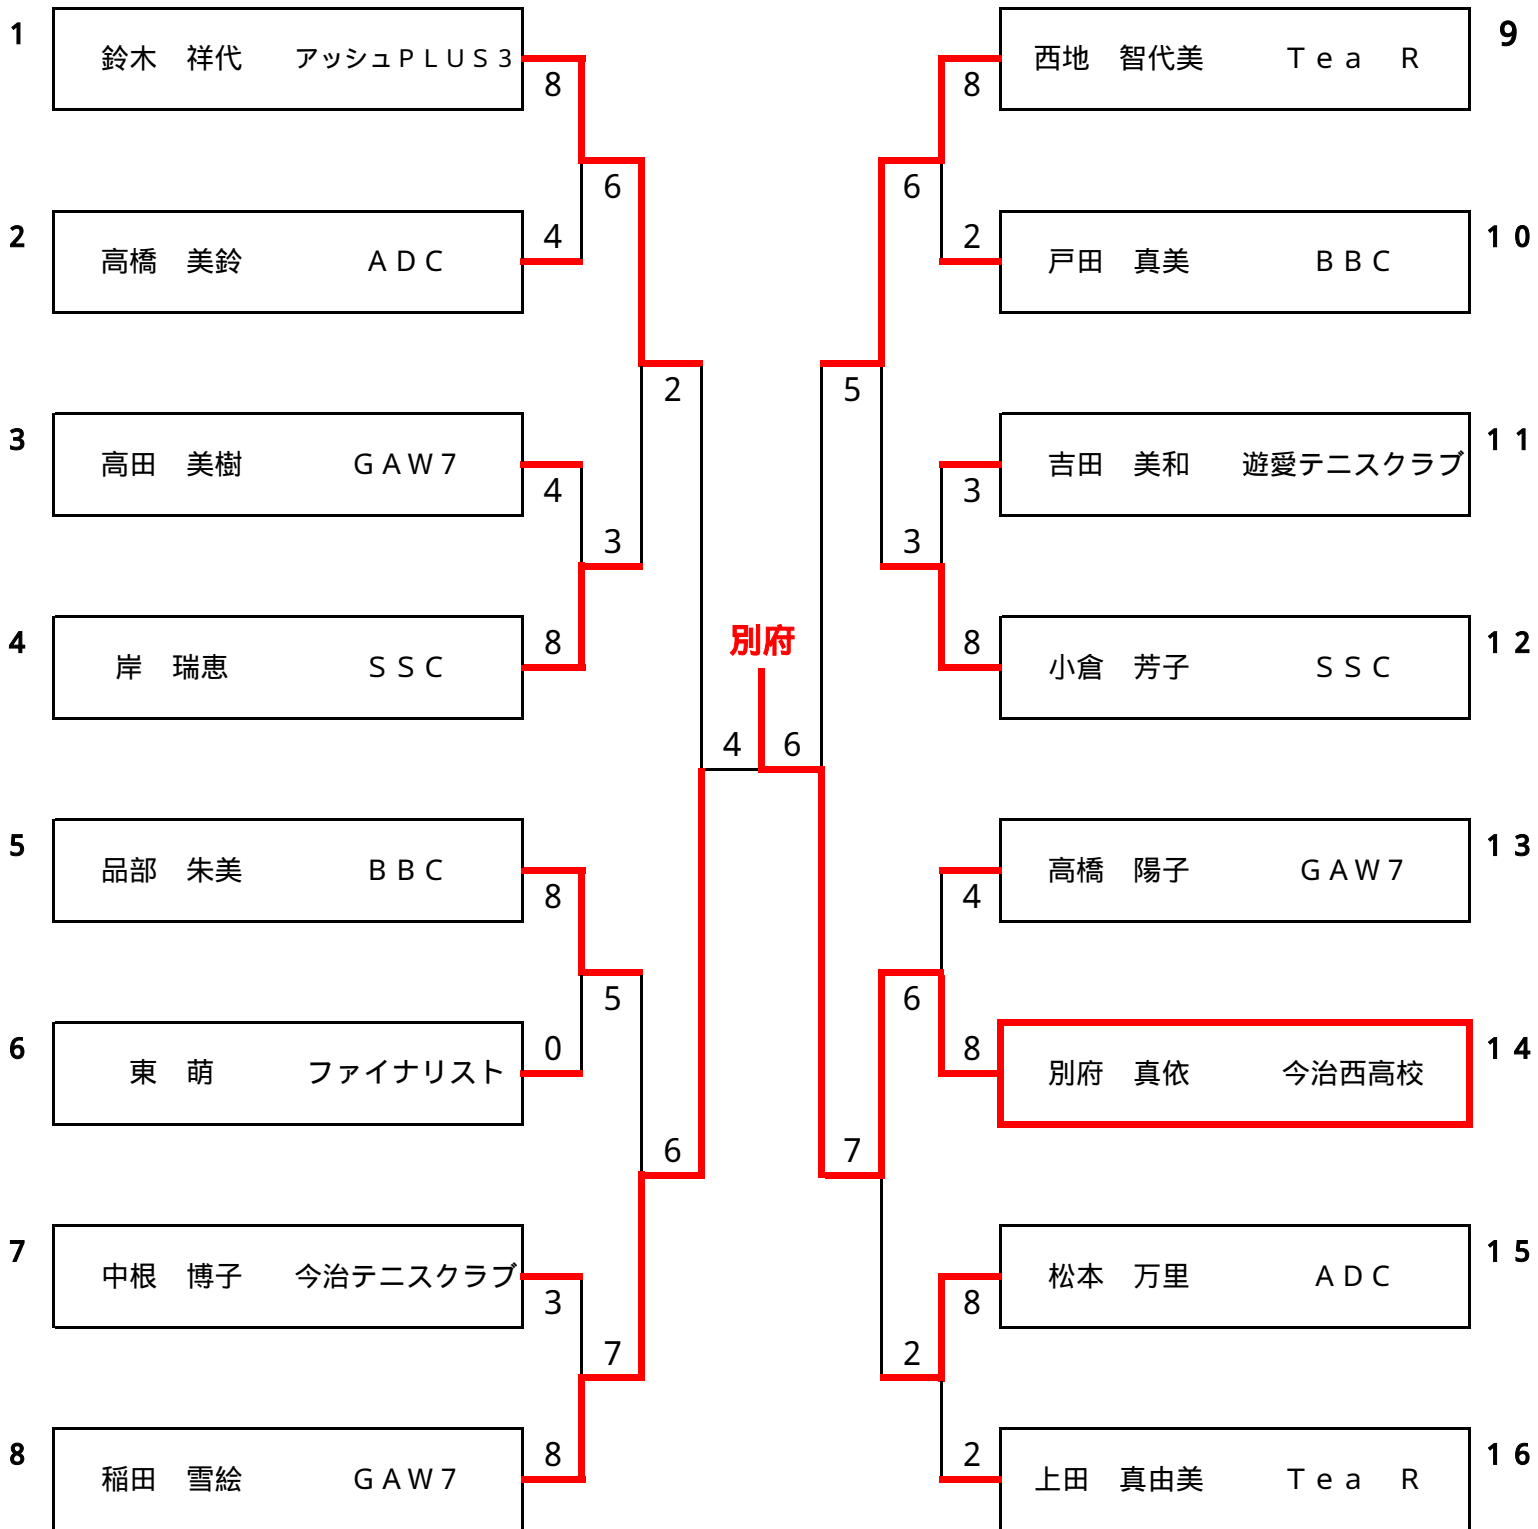 1 鈴木 祥代 アッシュPLUS3 8
6
2 高橋 美鈴 ADC 4
2
3 高田 美樹 GAW7 4
3
4 岸 瑞恵 SSC 8
別府
4 6
5 品部 朱美 BBC 8
5
6 東 萌 ファイナリスト 0
6
7 中根 博子 今治テニスクラブ 3
7
8 稲田 雪絵 GAW7 8
8 西地 智代美 Tea R 9
6
2 戸田 真美 BBC 10
5
3 吉田 美和 遊愛テニスクラブ 11
3
8 小倉 芳子 SSC 12
4 高橋 陽子 GAW7 13
6
8 別府 真依 今治西高校 14
7
8 松本 万里 ADC 15
2
2 上田 真由美 Tea R 16